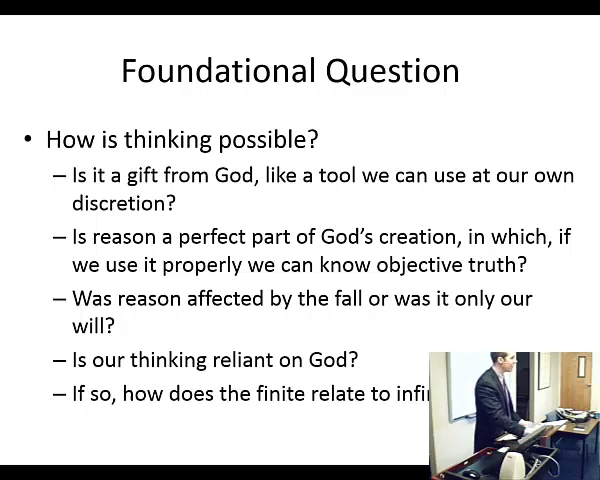 Foundational Question
• How is thinking possible?
– Is it a gift from God, like a tool we can use at our own
discretion?
– Is reason a perfect part of God’s creation, in which, if
we use it properly we can know objective truth?
– Was reason affected by the fall or was it only our
will?
– Is our thinking reliant on God?
– If so, how does the finite relate to